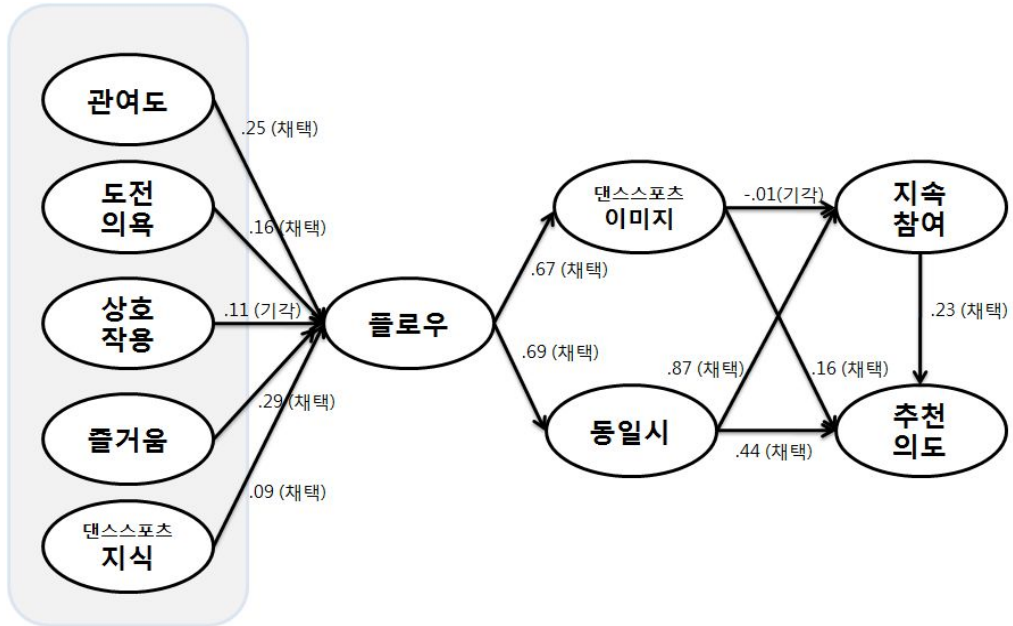 관여도
.25 (채택)
도전
의욕
.16 (채택)
상호
작용
.11 (기각)
즐거움
.29 (채택)
댄스스포츠
지식
.09 (채택)
플로우
.67 (채택)
.69 (채택)
댄스스포츠
이미지
-.01(기각)
동일시
.87 (채택)
.16 (채택)
.44 (채택)
지속
참여
.23 (채택)
추천
의도